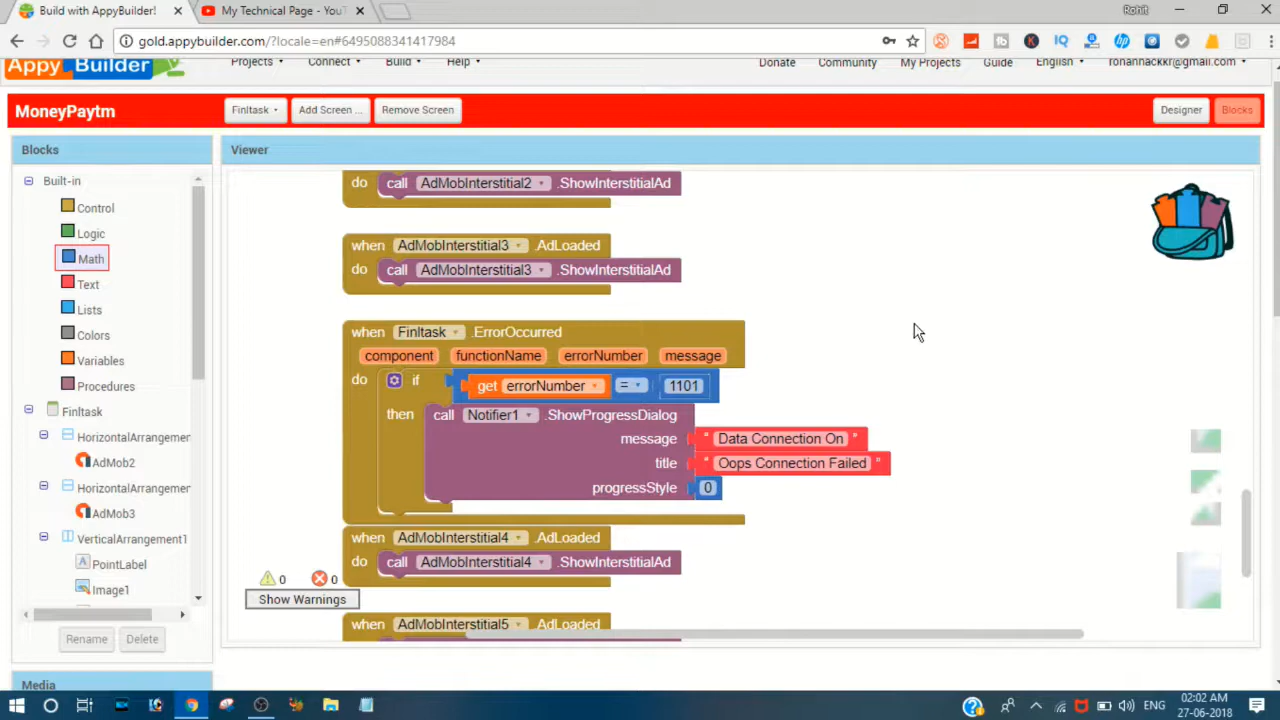 Build with AppyBuilder!
My Technical Page - YouT
Rohit
gold.appybuilder.com/?locale=en#6495088341417984
Appy Builder
Projects
Connect
Build
Help
Donate
Community
My Projects
Guide
English
rohanhackkr@gmail.com
MoneyPaytm
Finltask
Add Screen ...
Remove Screen
Designer
Blocks
Blocks
Viewer
Built-in
Control
Logic
Math
Text
Lists
Colors
Variables
Procedures
Finltask
HorizontalArrangemen
AdMob2
HorizontalArrangemen
AdMob3
VerticalArrangement1
PointLabel
Image1
Rename
Delete
Media
do call AdMobInterstitial2 .ShowInterstitialAd
when AdMobInterstitial3 .AdLoaded
do call AdMobInterstitial3 .ShowInterstitialAd
when Finltask .ErrorOccurred
component functionName errorNumber message
do if get errorNumber = 1101
then call Notifier1 .ShowProgressDialog
message " Data Connection On "
title " Oops Connection Failed "
progressStyle 0
when AdMobInterstitial4 .AdLoaded
do call AdMobInterstitial4 .ShowInterstitialAd
0 0
Show Warnings
when AdMobInterstitial5 .AdLoaded
ENG
02:02 AM
27-06-2018